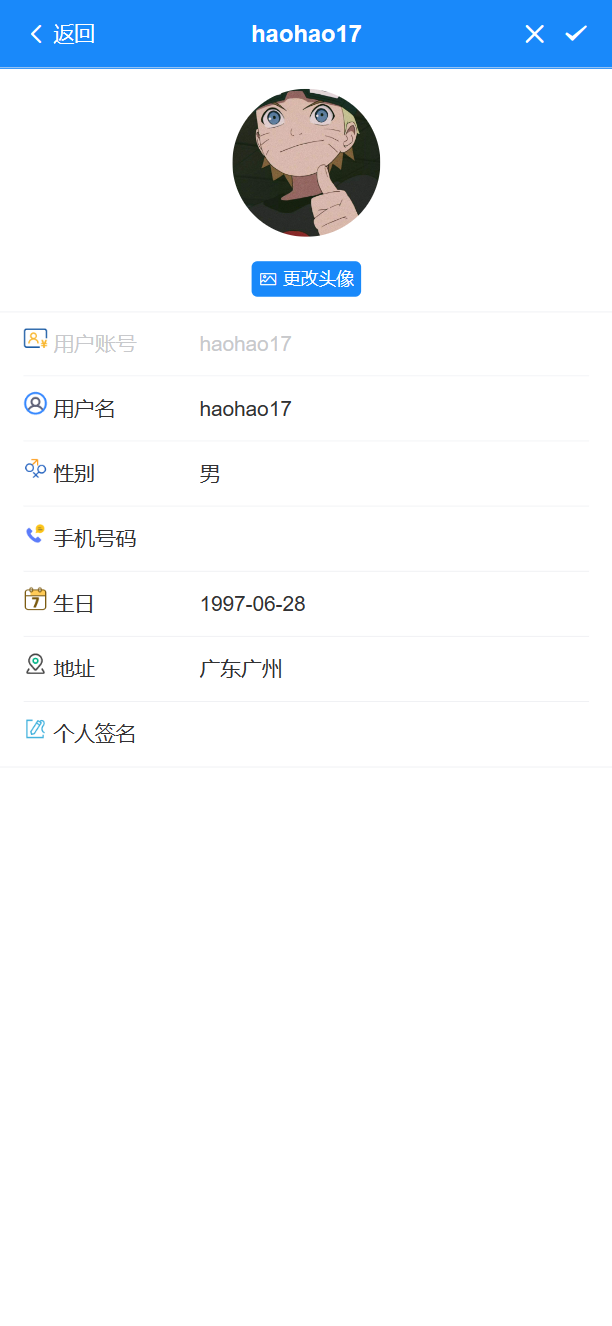 返回 haohao17
更改头像
用户账号 haohao17
用户名 haohao17
性别 男
手机号码
7 生日 1997-06-28
地址 广东广州
个人签名